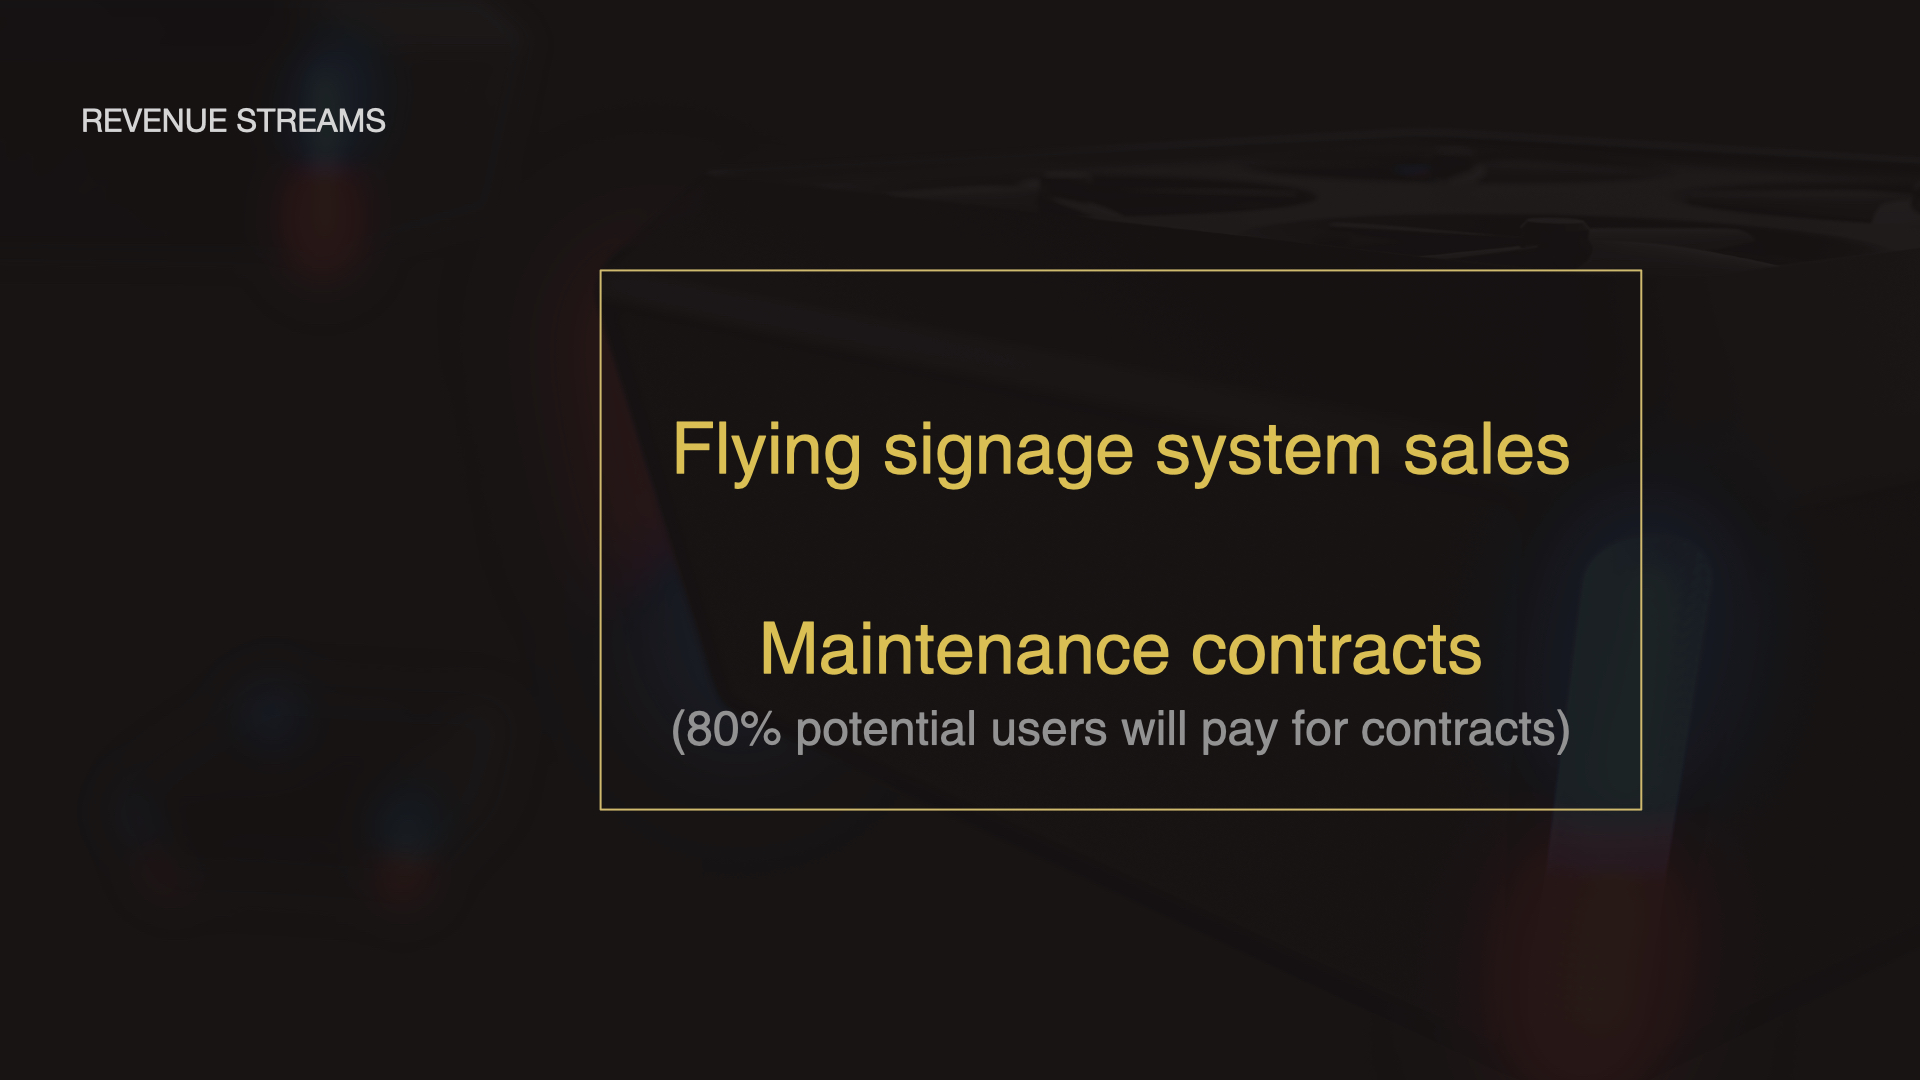 REVENUE STREAMS
Flying signage system sales
Maintenance contracts
(80% potential users will pay for contracts)